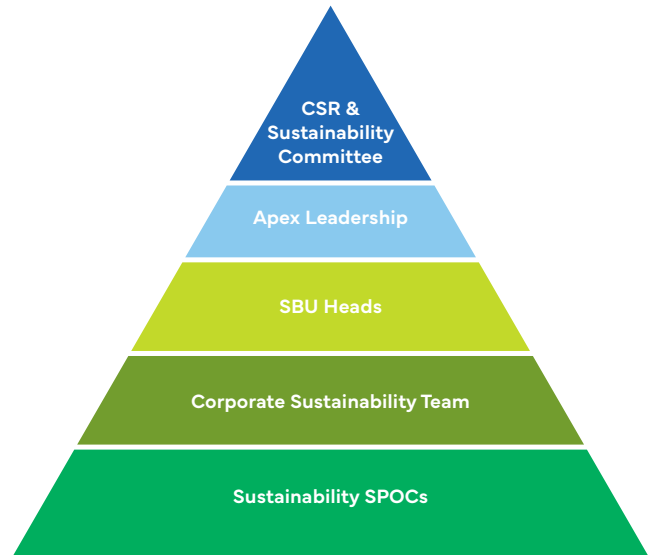 CSR &
Sustainability
Committee
Apex Leadership
SBU Heads
Corporate Sustainability Team
Sustainability SPOCs